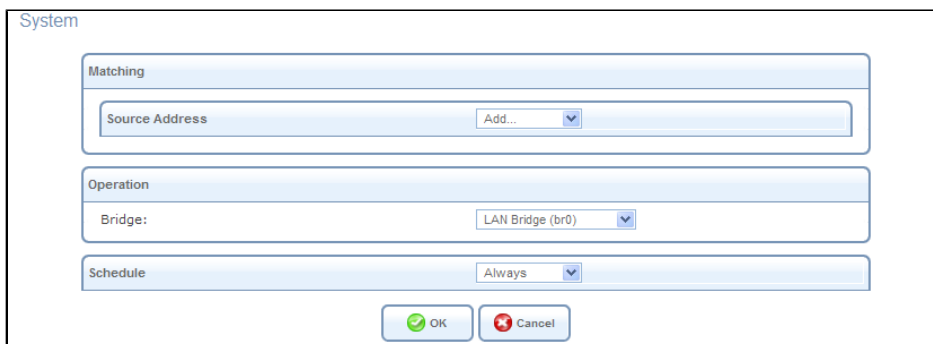 System
Matching
Source Address Add...
Operation
Bridge: LAN Bridge (br0)
Schedule Always
OK Cancel